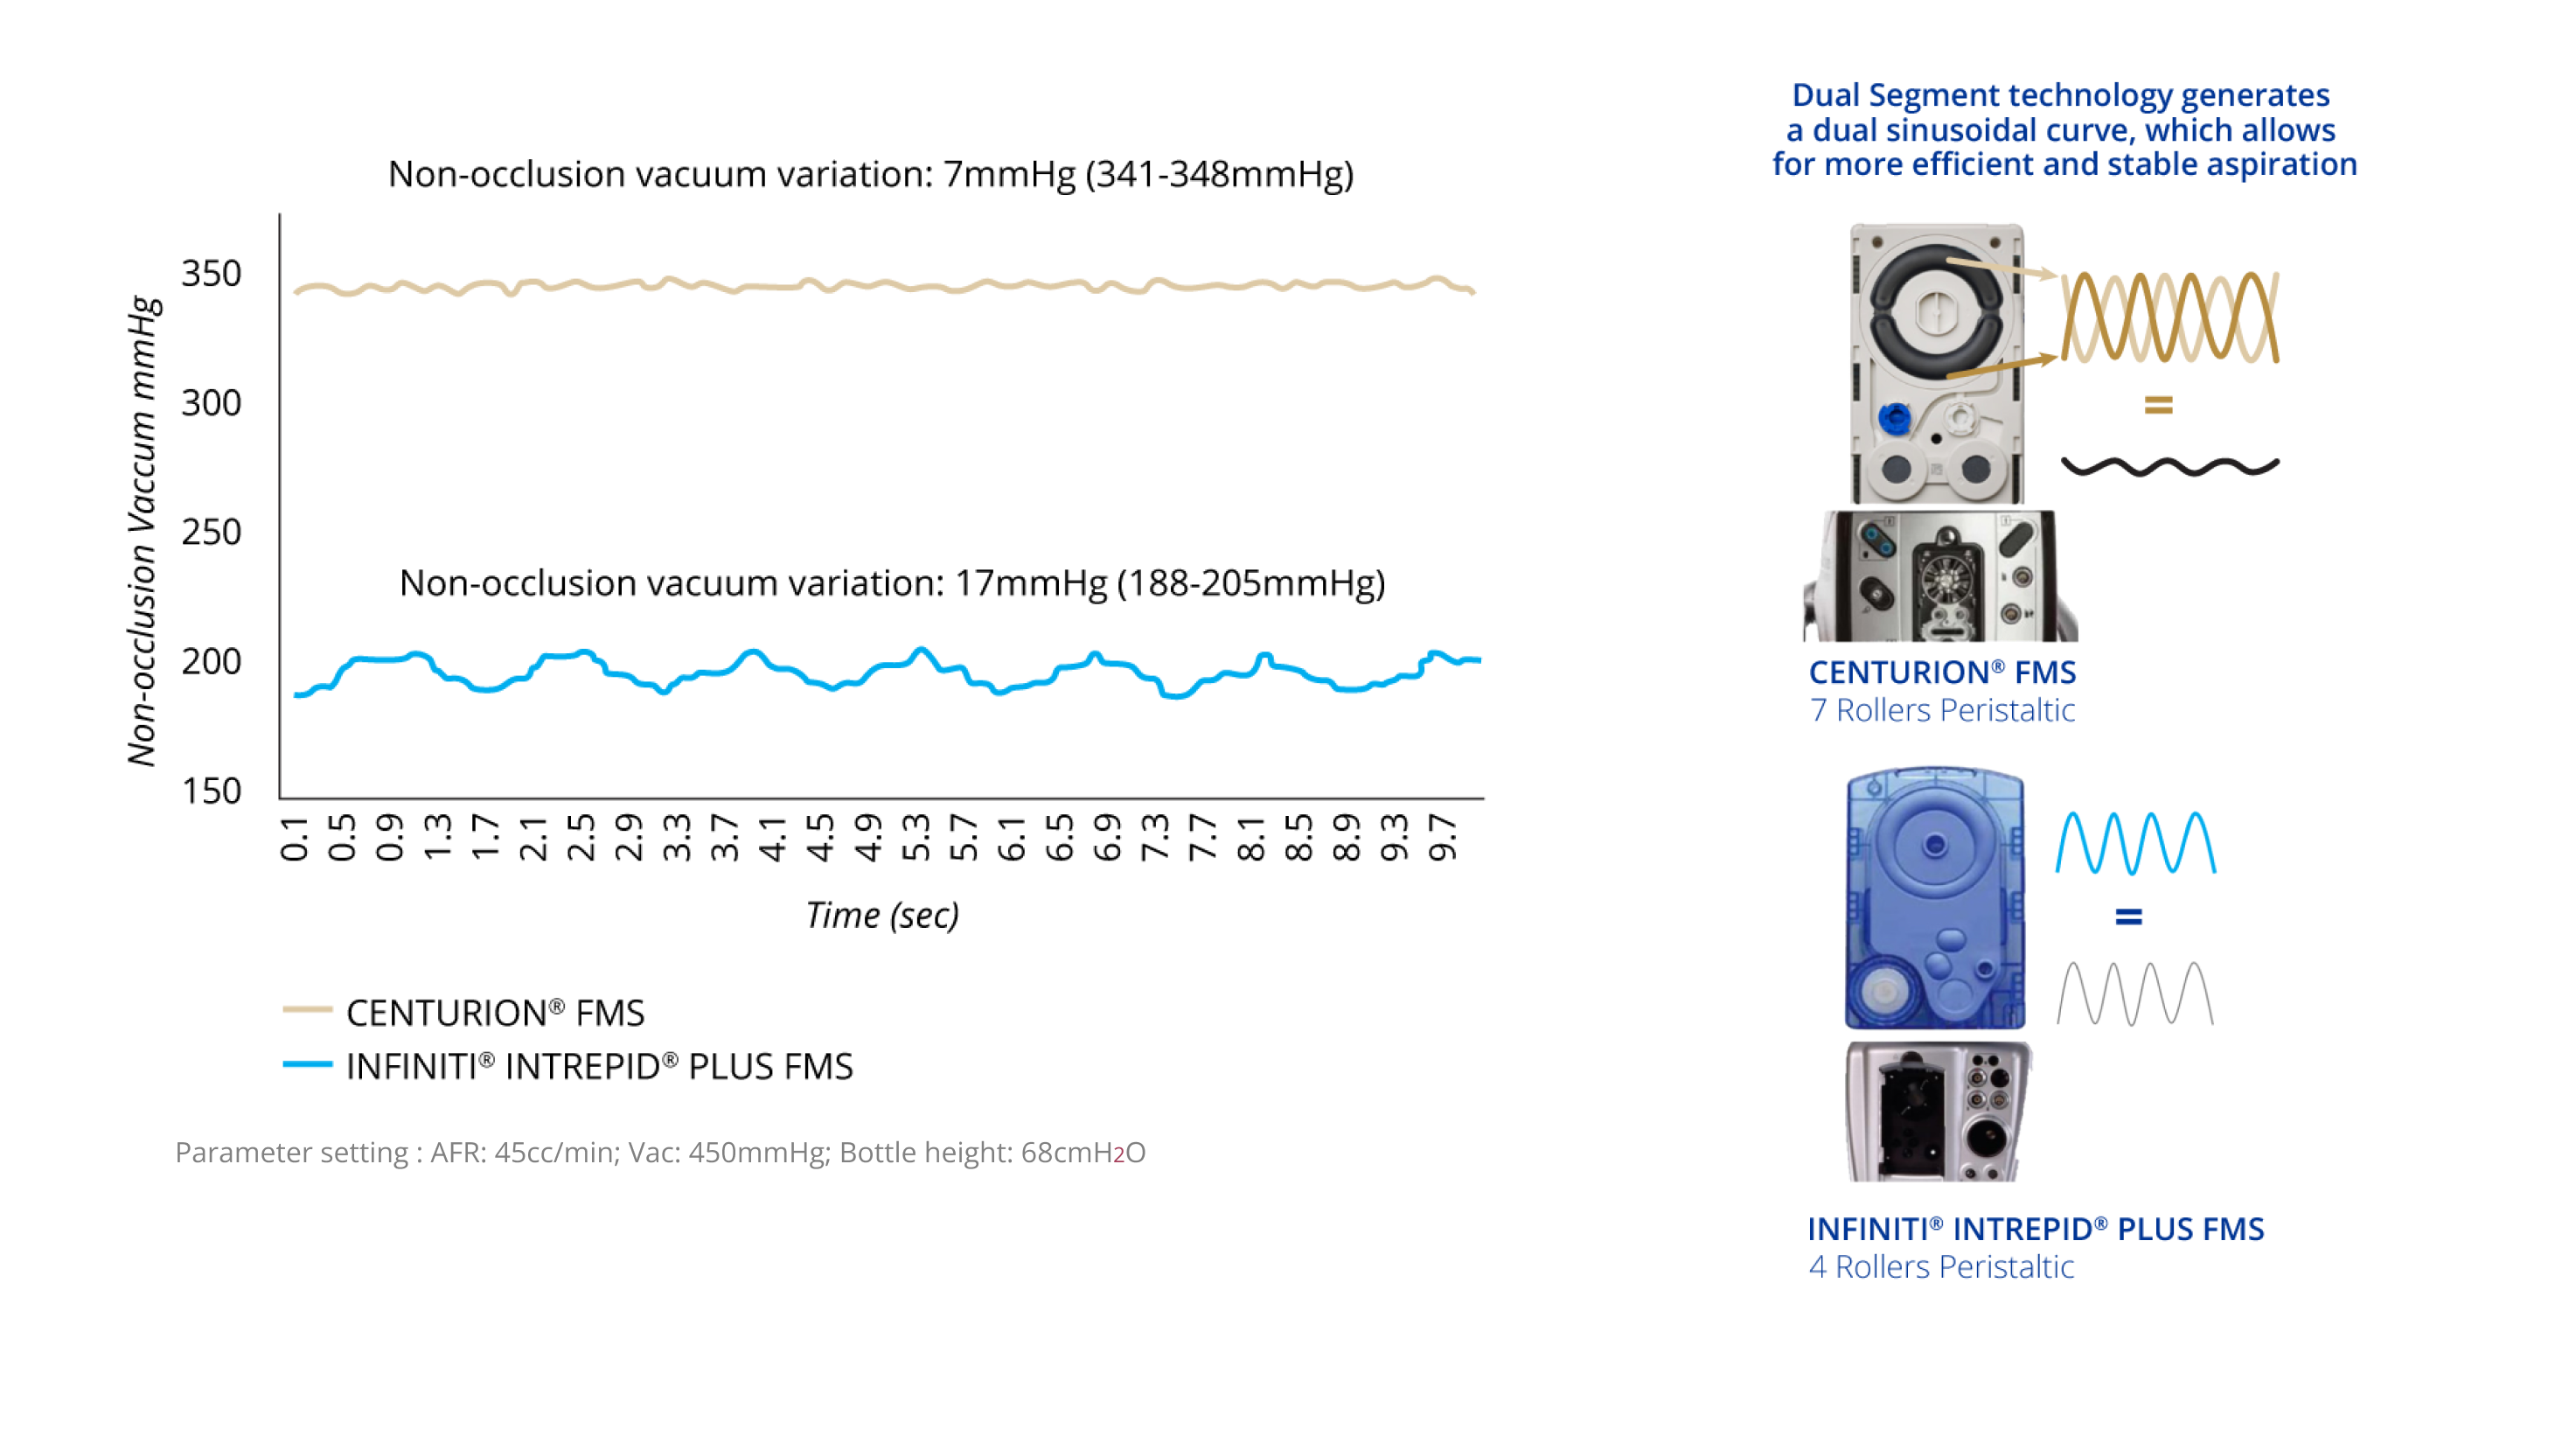 Non-occlusion vacuum variation: 7mmHg (341-348mmHg)
Non-occlusion Vaccum mmHg
350
300
250
200
150
Non-occlusion vacuum variation: 17mmHg (188-205mmHg)
0.1 0.5 0.9 1.3 1.7 2.1 2.5 2.9 3.3 3.7 4.1 4.5 4.9 5.3 5.7 6.1 6.5 6.9 7.3 7.7 8.1 8.5 8.9 9.3 9.7
Time (sec)
CENTURION® FMS
INFINITI® INTREPID® PLUS FMS
Parameter setting : AFR: 45cc/min; Vac: 450mmHg; Bottle height: 68cmH2O
Dual Segment technology generates
a dual sinusoidal curve, which allows
for more efficient and stable aspiration
=
CENTURION® FMS
7 Rollers Peristaltic
=
INFINITI® INTREPID® PLUS FMS
4 Rollers Peristaltic